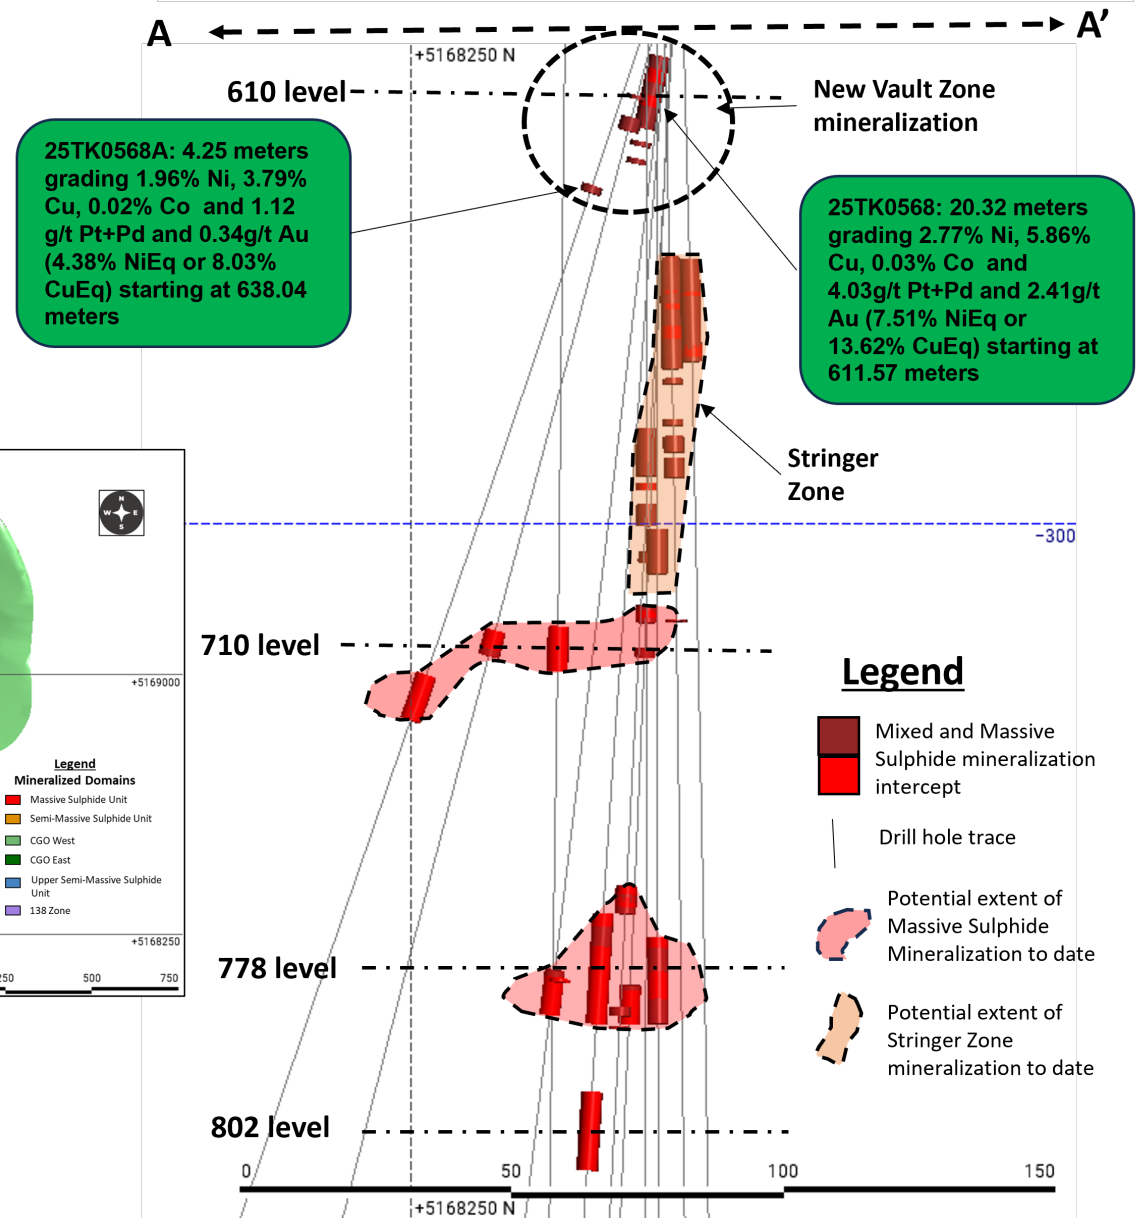 A
A’
+5168250 N
610 level
New Vault Zone
mineralization
25TK0568A: 4.25 meters
grading 1.96% Ni, 3.79%
Cu, 0.02% Co and 1.12
g/t Pt+Pd and 0.34g/t Au
(4.38% NiEq or 8.03%
CuEq) starting at 638.04
meters
25TK0568: 20.32 meters
grading 2.77% Ni, 5.86%
Cu, 0.03% Co and
4.03g/t Pt+Pd and 2.41g/t
Au (7.51% NiEq or
13.62% CuEq) starting at
611.57 meters
Stringer
Zone
N
W E
S
-300
710 level
+5169000
Legend
Mineralized Domains
Massive Sulphide Unit
Semi-Massive Sulphide Unit
CGO West
CGO East
Upper Semi-Massive Sulphide
Unit
138 Zone
+5168250
250 500 750
Legend
Mixed and Massive
Sulphide mineralization
intercept
Drill hole trace
Potential extent of
Massive Sulphide
Mineralization to date
Potential extent of
Stringer Zone
mineralization to date
778 level
802 level
0 50 100 150
+5168250 N